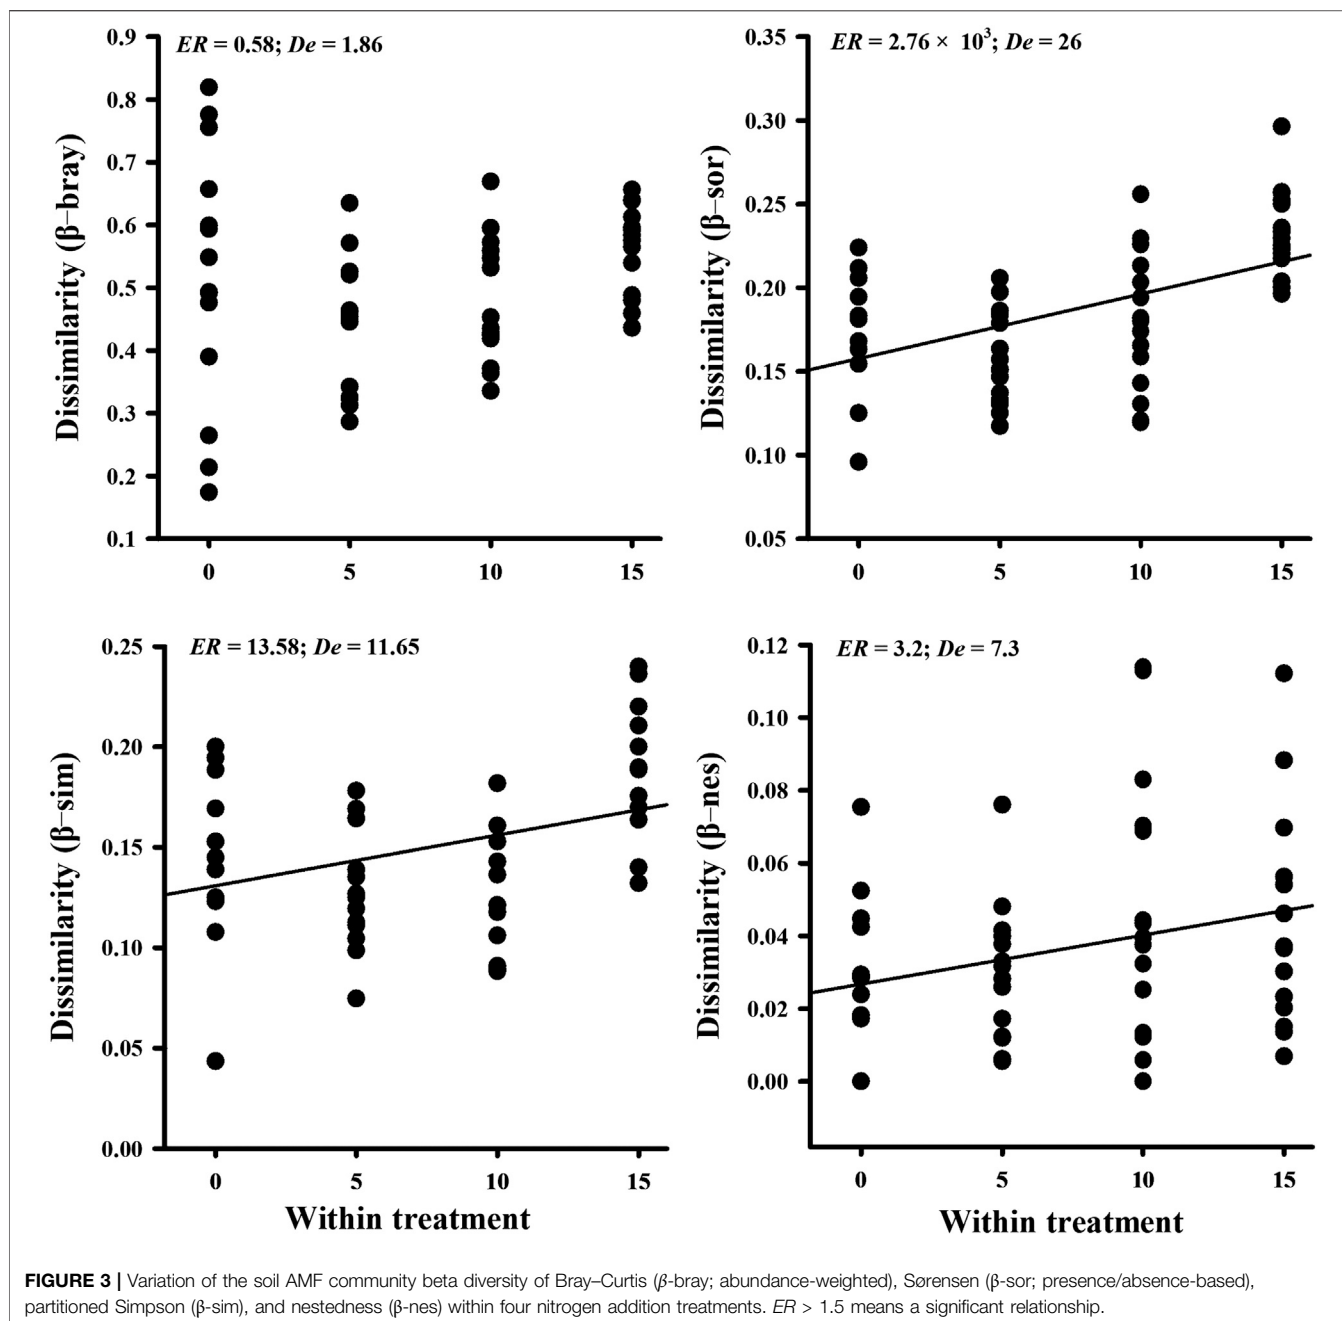 ER = 0.58; De = 1.86
Dissimilarity (β–bray)
0.9
0.8
0.7
0.6
0.5
0.4
0.3
0.2
0.1
0 5 10 15
ER = 2.76 × 10³; De = 26
Dissimilarity (β–sor)
0.35
0.30
0.25
0.20
0.15
0.10
0.05
0 5 10 15
ER = 13.58; De = 11.65
Dissimilarity (β–sim)
0.25
0.20
0.15
0.10
0.05
0.00
0 5 10 15
Within treatment
ER = 3.2; De = 7.3
Dissimilarity (β–nes)
0.12
0.10
0.08
0.06
0.04
0.02
0.00
0 5 10 15
Within treatment
FIGURE 3 | Variation of the soil AMF community beta diversity of Bray–Curtis (β-bray; abundance-weighted), Sørensen (β-sor; presence/absence-based),
partitioned Simpson (β-sim), and nestedness (β-nes) within four nitrogen addition treatments. ER > 1.5 means a significant relationship.